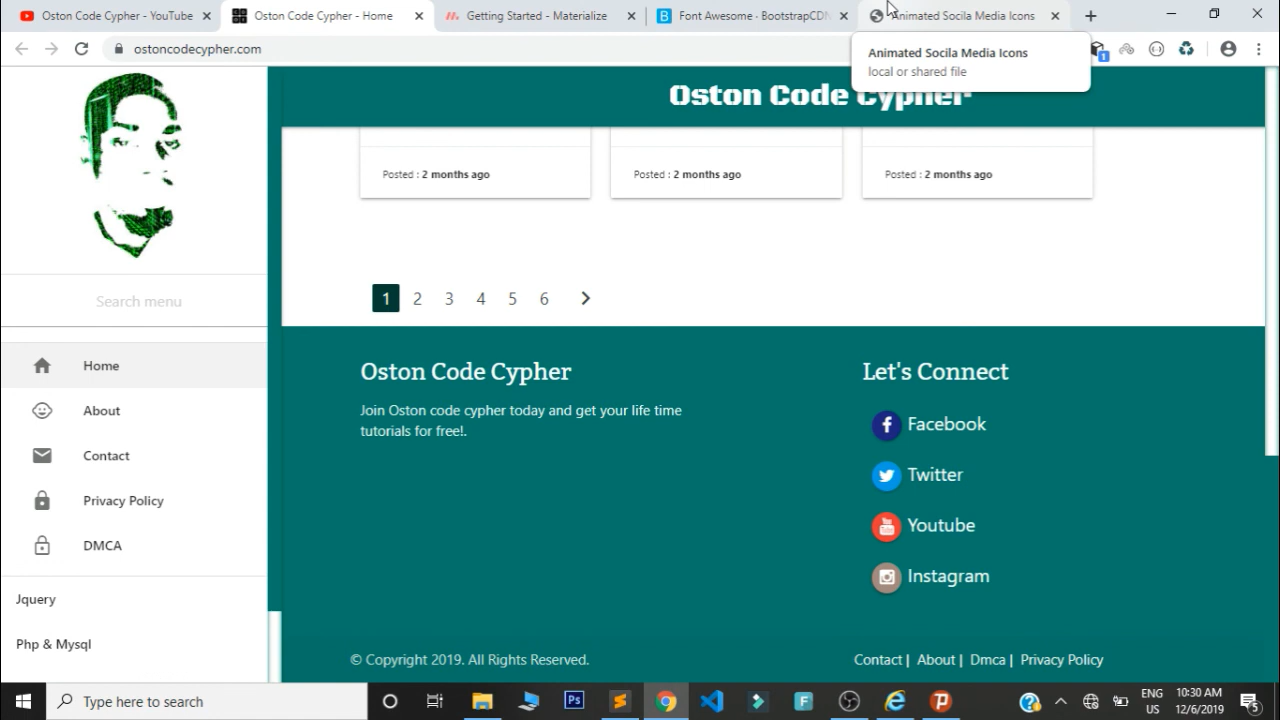 Oston Code Cypher - YouTube
Oston Code Cypher - Home
Getting Started - Materialize
Font Awesome · BootstrapCDN
Animated Socila Media Icons
ostoncodecypher.com
1
Animated Socila Media Icons
local or shared file
Oston Code Cypher
Search menu
Home
About
Contact
Privacy Policy
DMCA
Jquery
Php & Mysql
Posted : 2 months ago
Posted : 2 months ago
Posted : 2 months ago
1 2 3 4 5 6
Oston Code Cypher
Join Oston code cypher today and get your life time
tutorials for free!.
Let's Connect
Facebook
Twitter
Youtube
Instagram
© Copyright 2019. All Rights Reserved.
Contact | About | Dmca | Privacy Policy
Type here to search
ENG
US
10:30 AM
12/6/2019
5